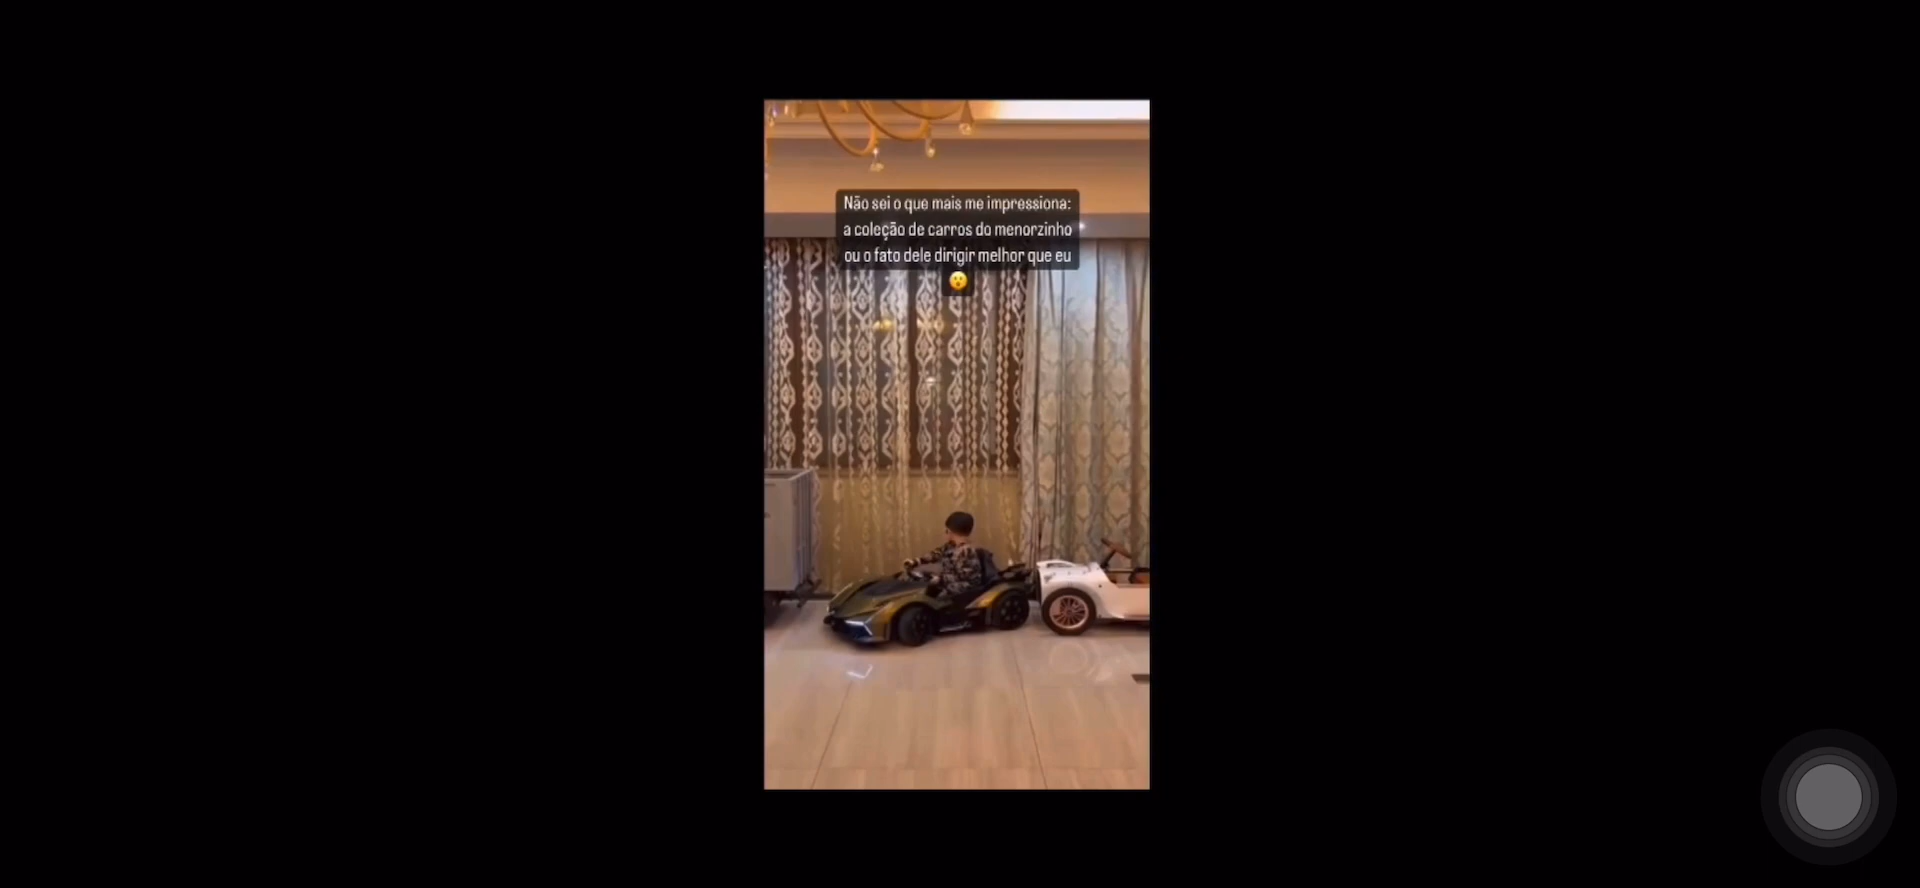 Não sei o que mais me impressiona:
a coleção de carros do menorzinho
ou o fato dele dirigir melhor que eu
😮